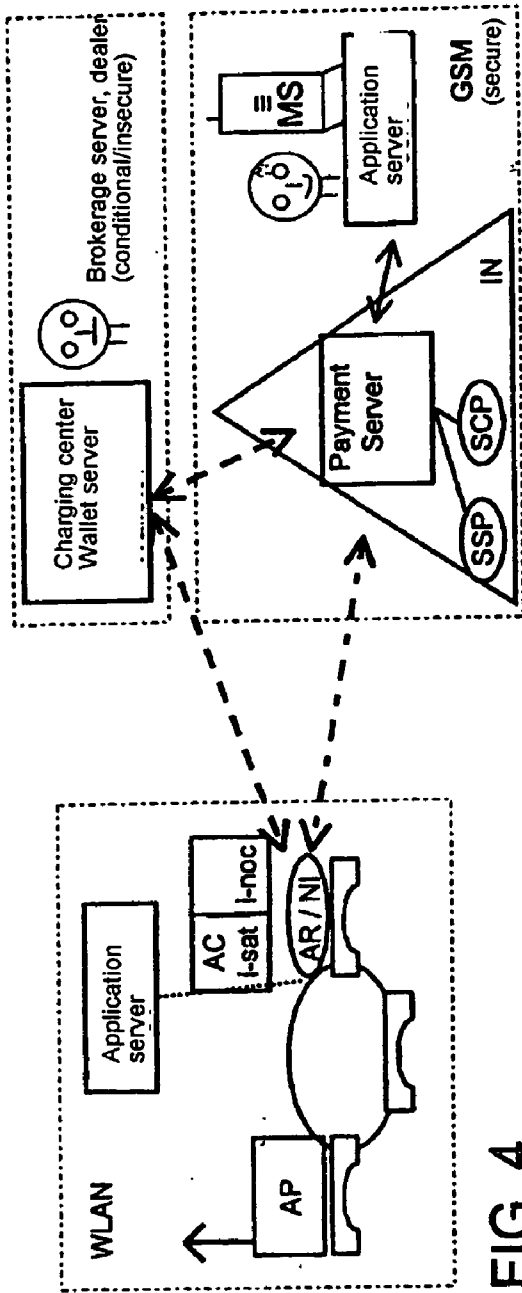 WLAN
AP
Application
server
AC
I-sat
I-noc
AR / NI
Charging center
Wallet server
Brokerage server, dealer
(conditional/insecure)
Payment
Server
SSP
SCP
IN
MS
Application
server
GSM
(secure)
FIG. 4